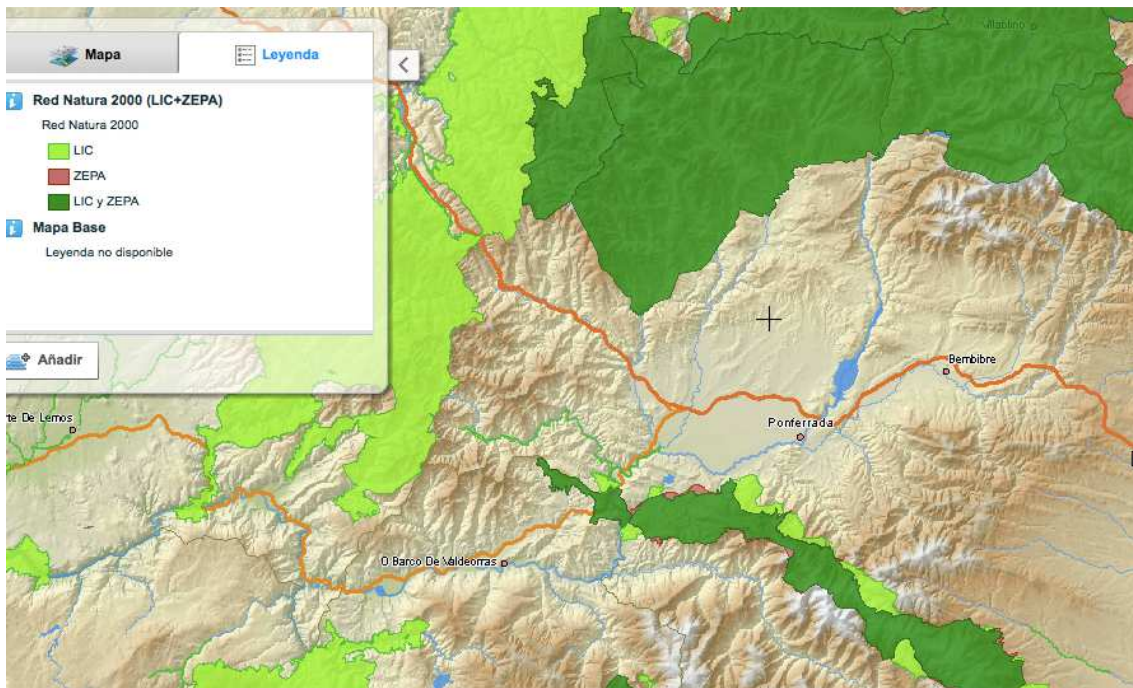 Mapa
Leyenda
Red Natura 2000 (LIC+ZEPA)
Red Natura 2000
LIC
ZEPA
LIC y ZEPA
Mapa Base
Leyenda no disponible
Añadir
Villablino
Bembibre
Ponferrada
rte De Lemos
O Barco De Valdeorras